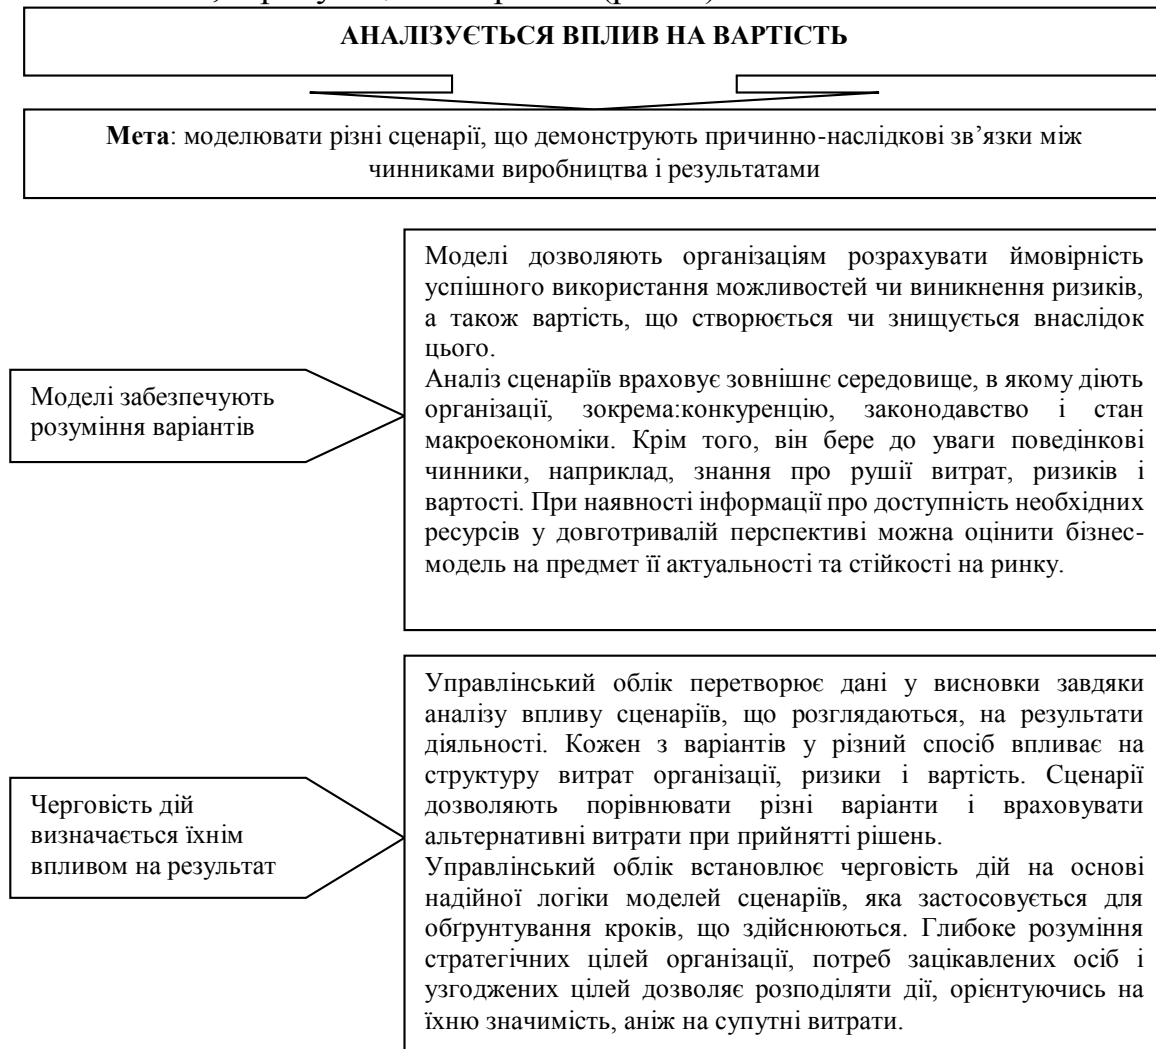 АНАЛІЗУЄТЬСЯ ВПЛИВ НА ВАРТІСТЬ
Мета: моделювати різні сценарії, що демонструють причинно-наслідкові зв’язки між
чинниками виробництва і результатами
Моделі забезпечують
розуміння варіантів
Моделі дозволяють організаціям розрахувати ймовірність
успішного використання можливостей чи виникнення ризиків,
а також вартість, що створюється чи знищується внаслідок
цього.
Аналіз сценаріїв враховує зовнішнє середовище, в якому діють
організації, зокрема:конкуренцію, законодавство і стан
макроекономіки. Крім того, він бере до уваги поведінкові
чинники, наприклад, знання про рушії витрат, ризиків і
вартості. При наявності інформації про доступність необхідних
ресурсів у довготривалій перспективі можна оцінити бізнес-
модель на предмет її актуальності та стійкості на ринку.
Черговість дій
визначається їхнім
впливом на результат
Управлінський облік перетворює дані у висновки завдяки
аналізу впливу сценаріїв, що розглядаються, на результати
діяльності. Кожен з варіантів у різний спосіб впливає на
структуру витрат організації, ризики і вартість. Сценарії
дозволяють порівнювати різні варіанти і враховувати
альтернативні витрати при прийнятті рішень.
Управлінський облік встановлює черговість дій на основі
надійної логіки моделей сценаріїв, яка застосовується для
обґрунтування кроків, що здійснюються. Глибоке розуміння
стратегічних цілей організації, потреб зацікавлених осіб і
узгоджених цілей дозволяє розподіляти дії, орієнтуючись на
їхню значимість, аніж на супутні витрати.